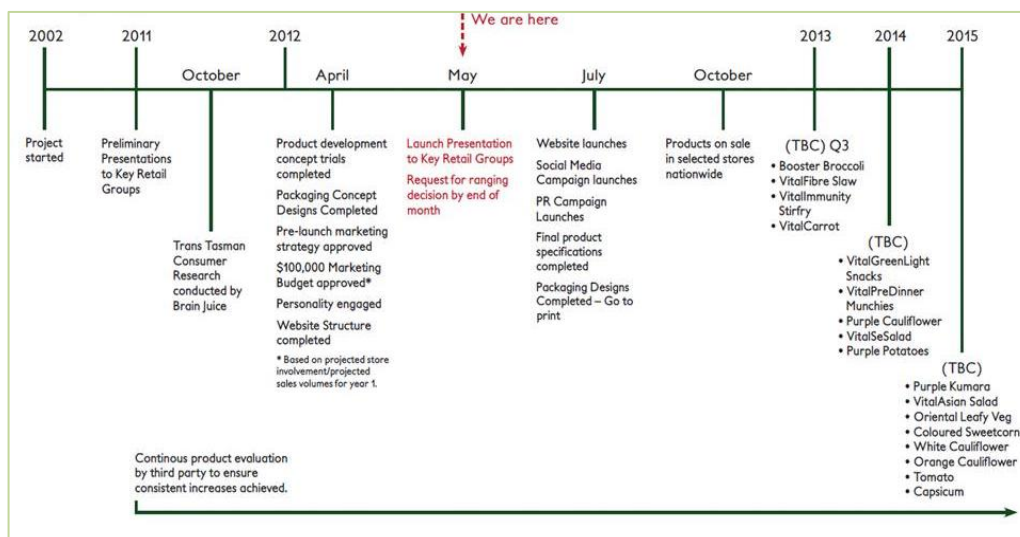 We are here
2002
2011
2012
2013
2014
2015
October
April
May
July
October
Project
started
Preliminary
Presentations
to Key Retail
Groups
Trans Tasman
Consumer
Research
conducted by
Brain Juice
Product development
concept trials
completed
Packaging Concept
Designs Completed
Pre-launch marketing
strategy approved
$100,000 Marketing
Budget approved*
Personality engaged
Website Structure
completed
* Based on projected store
involvement/projected
sales volumes for year 1.
Launch Presentation
to Key Retail Groups
Request for ranging
decision by end of
month
Website launches
Social Media
Campaign launches
PR Campaign
Launches
Final product
specifications
completed
Packaging Designs
Completed – Go to
print
Products on sale
in selected stores
nationwide
(TBC) Q3
• Booster Broccoli
• VitalFibre Slaw
• VitalImmunity
Stirfry
• VitalCarrot
(TBC)
• VitalGreenLight
Snacks
• VitalPreDinner
Munchies
• Purple Cauliflower
• VitalSeSalad
• Purple Potatoes
(TBC)
• Purple Kumara
• VitalAsian Salad
• Oriental Leafy Veg
• Coloured Sweetcorn
• White Cauliflower
• Orange Cauliflower
• Tomato
• Capsicum
Continous product evaluation
by third party to ensure
consistent increases achieved.